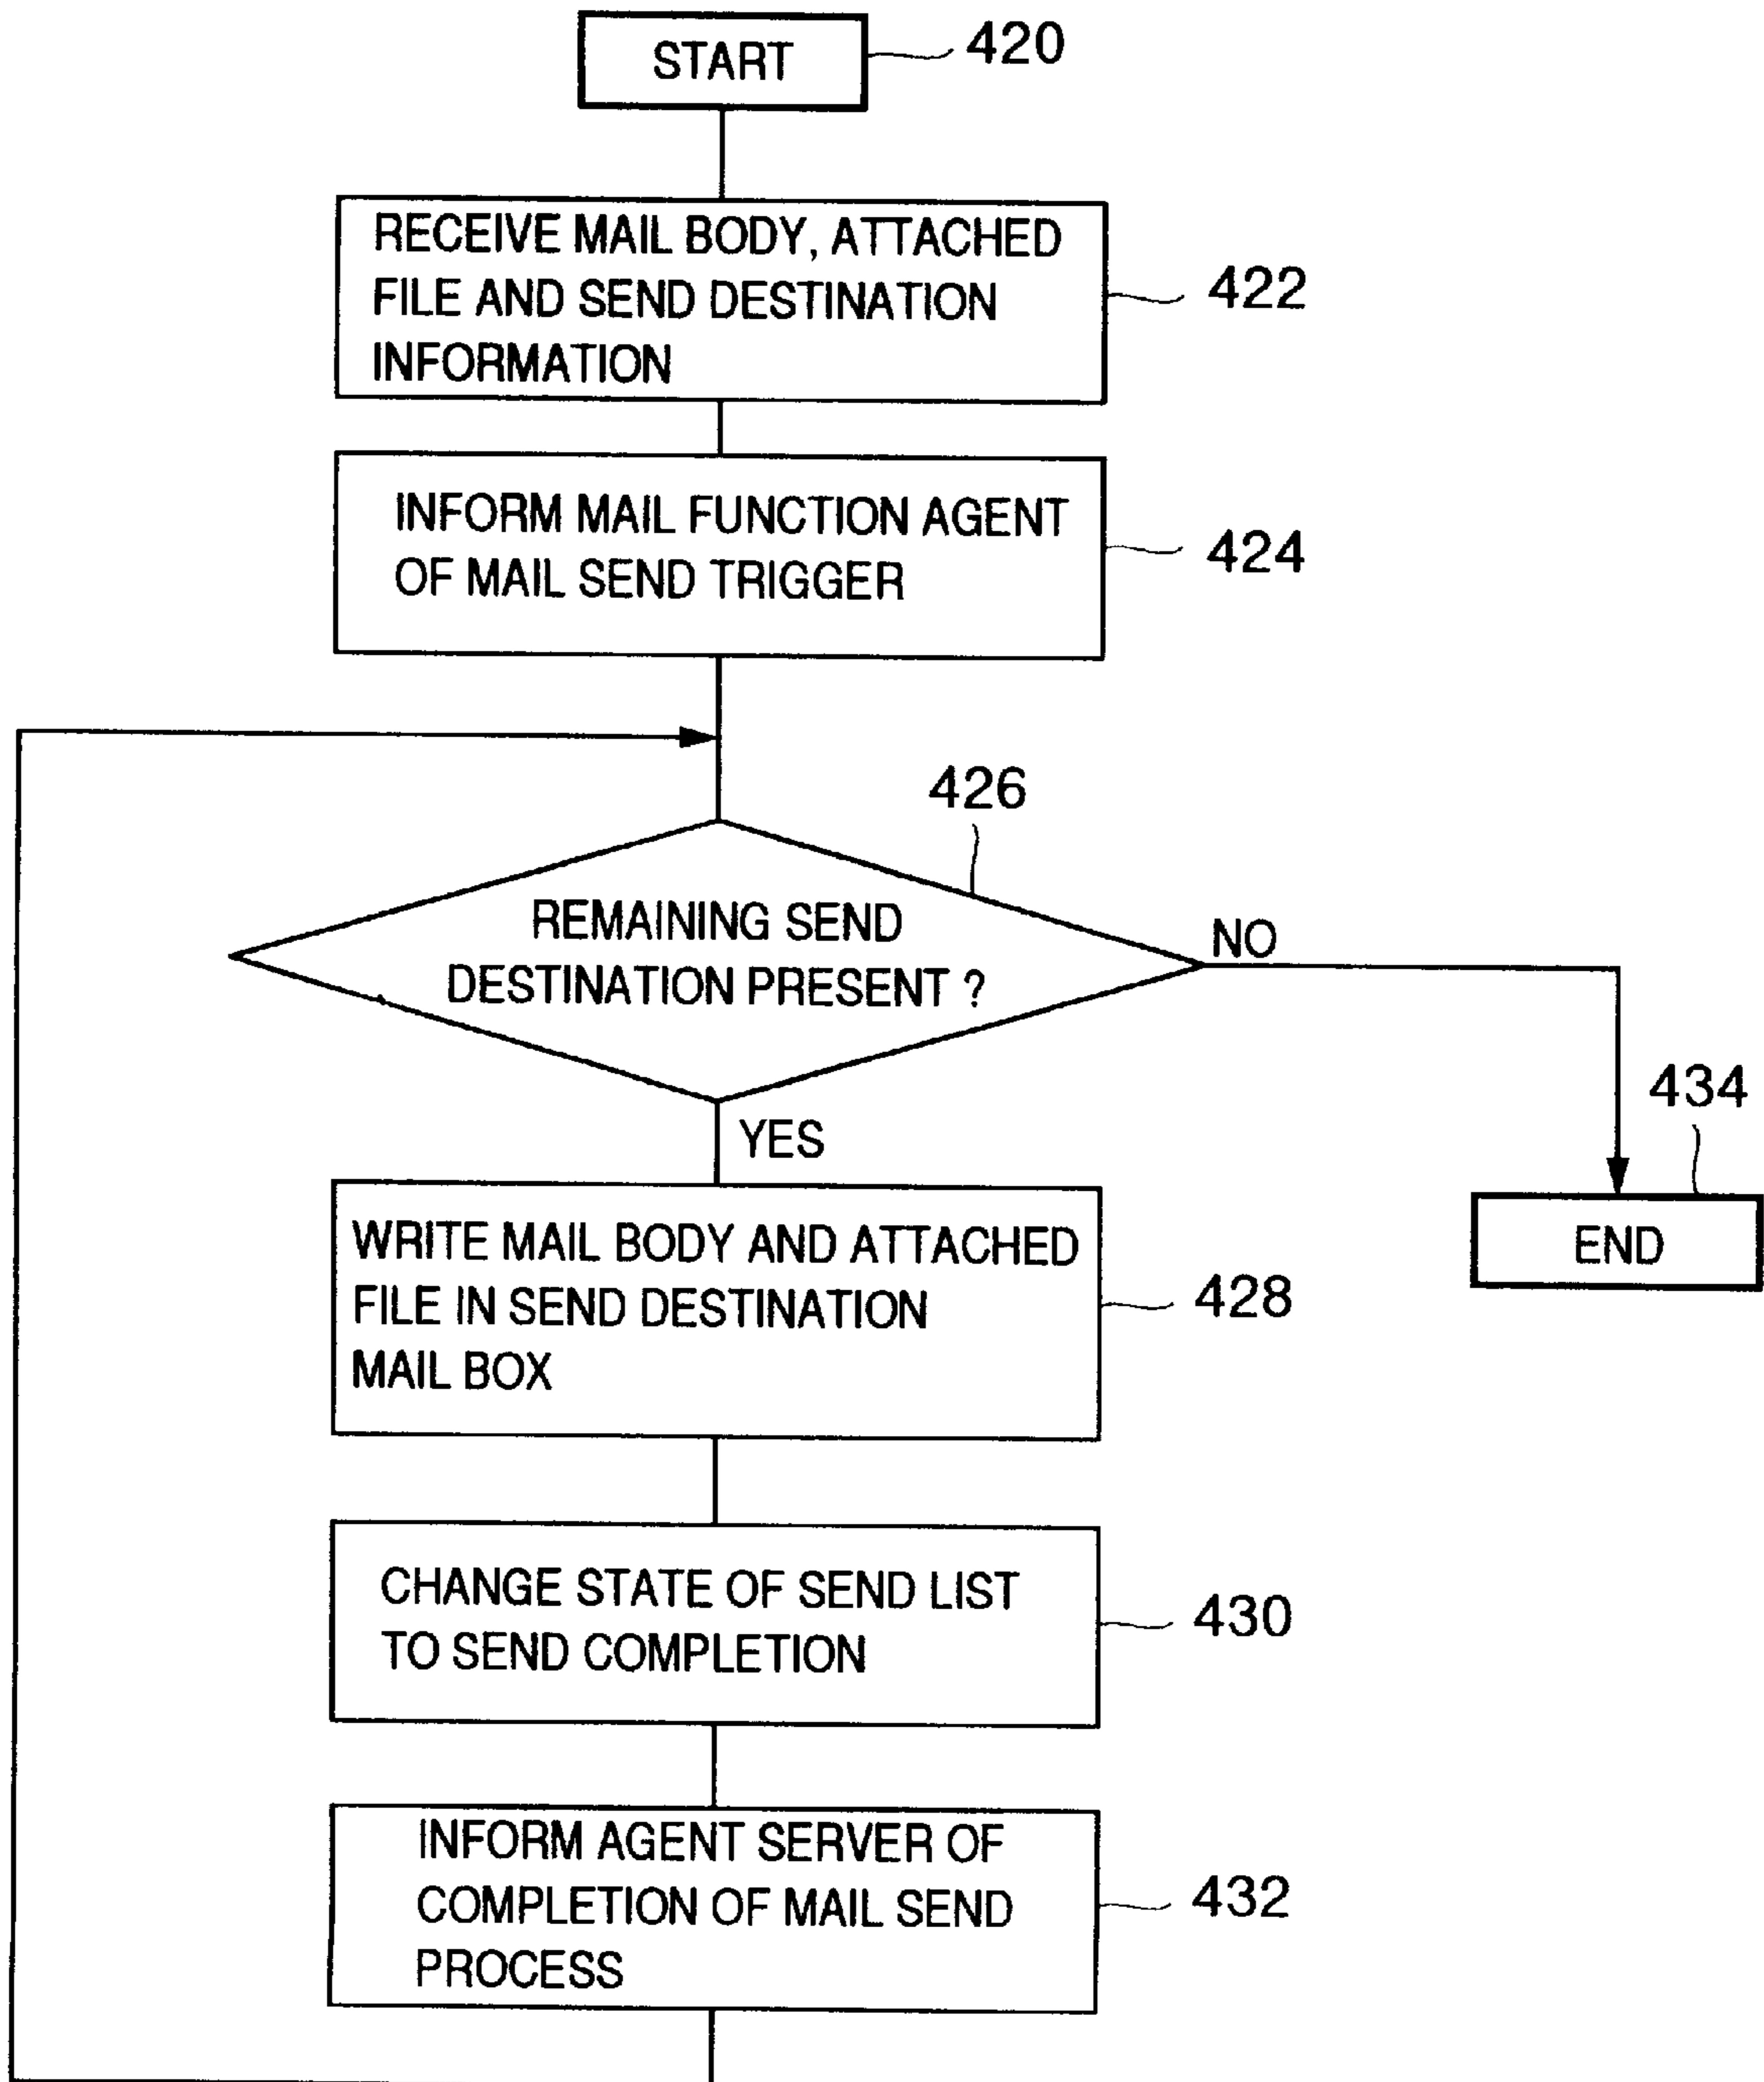 START
420
RECEIVE MAIL BODY, ATTACHED
FILE AND SEND DESTINATION
INFORMATION
422
INFORM MAIL FUNCTION AGENT
OF MAIL SEND TRIGGER
424
426
REMAINING SEND
DESTINATION PRESENT ?
NO
YES
434
END
WRITE MAIL BODY AND ATTACHED
FILE IN SEND DESTINATION
MAIL BOX
428
CHANGE STATE OF SEND LIST
TO SEND COMPLETION
430
INFORM AGENT SERVER OF
COMPLETION OF MAIL SEND
PROCESS
432